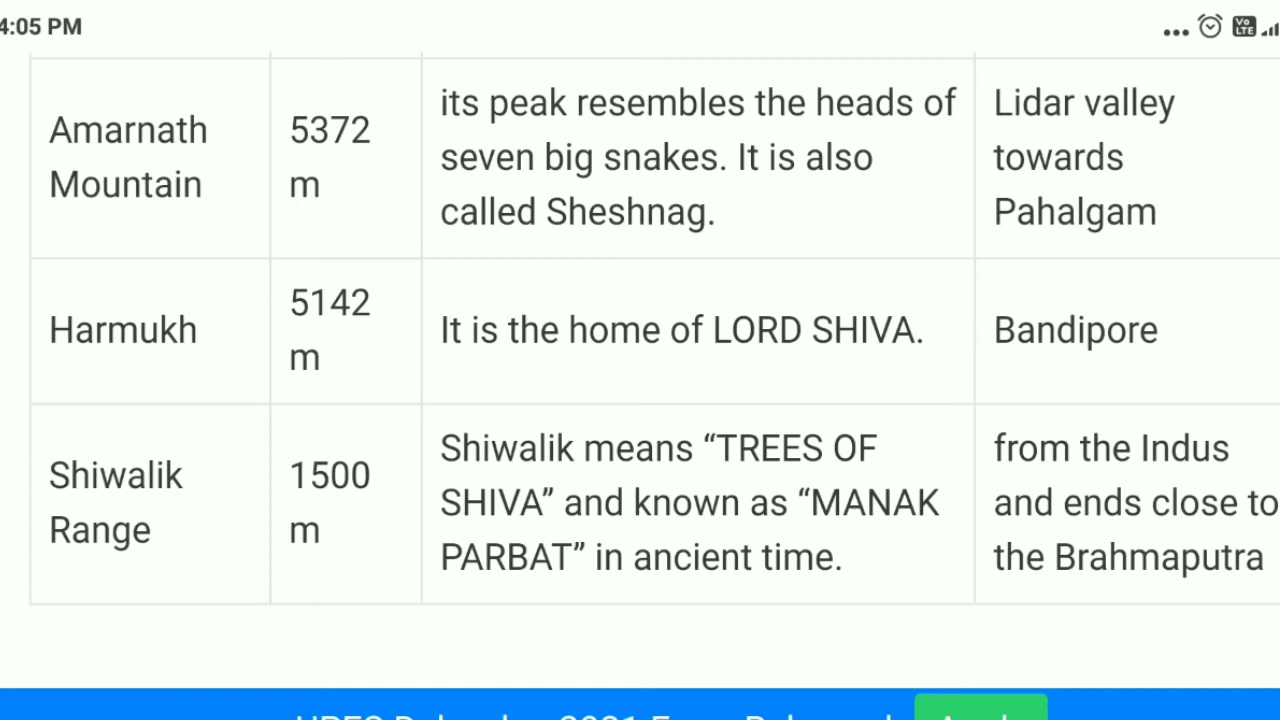 4:05 PM
Amarnath Mountain
5372 m
its peak resembles the heads of
seven big snakes. It is also
called Sheshnag.
Lidar valley
towards
Pahalgam
Harmukh
5142 m
It is the home of LORD SHIVA.
Bandipore
Shiwalik Range
1500 m
Shiwalik means “TREES OF
SHIVA” and known as “MANAK
PARBAT” in ancient time.
from the Indus
and ends close to
the Brahmaputra